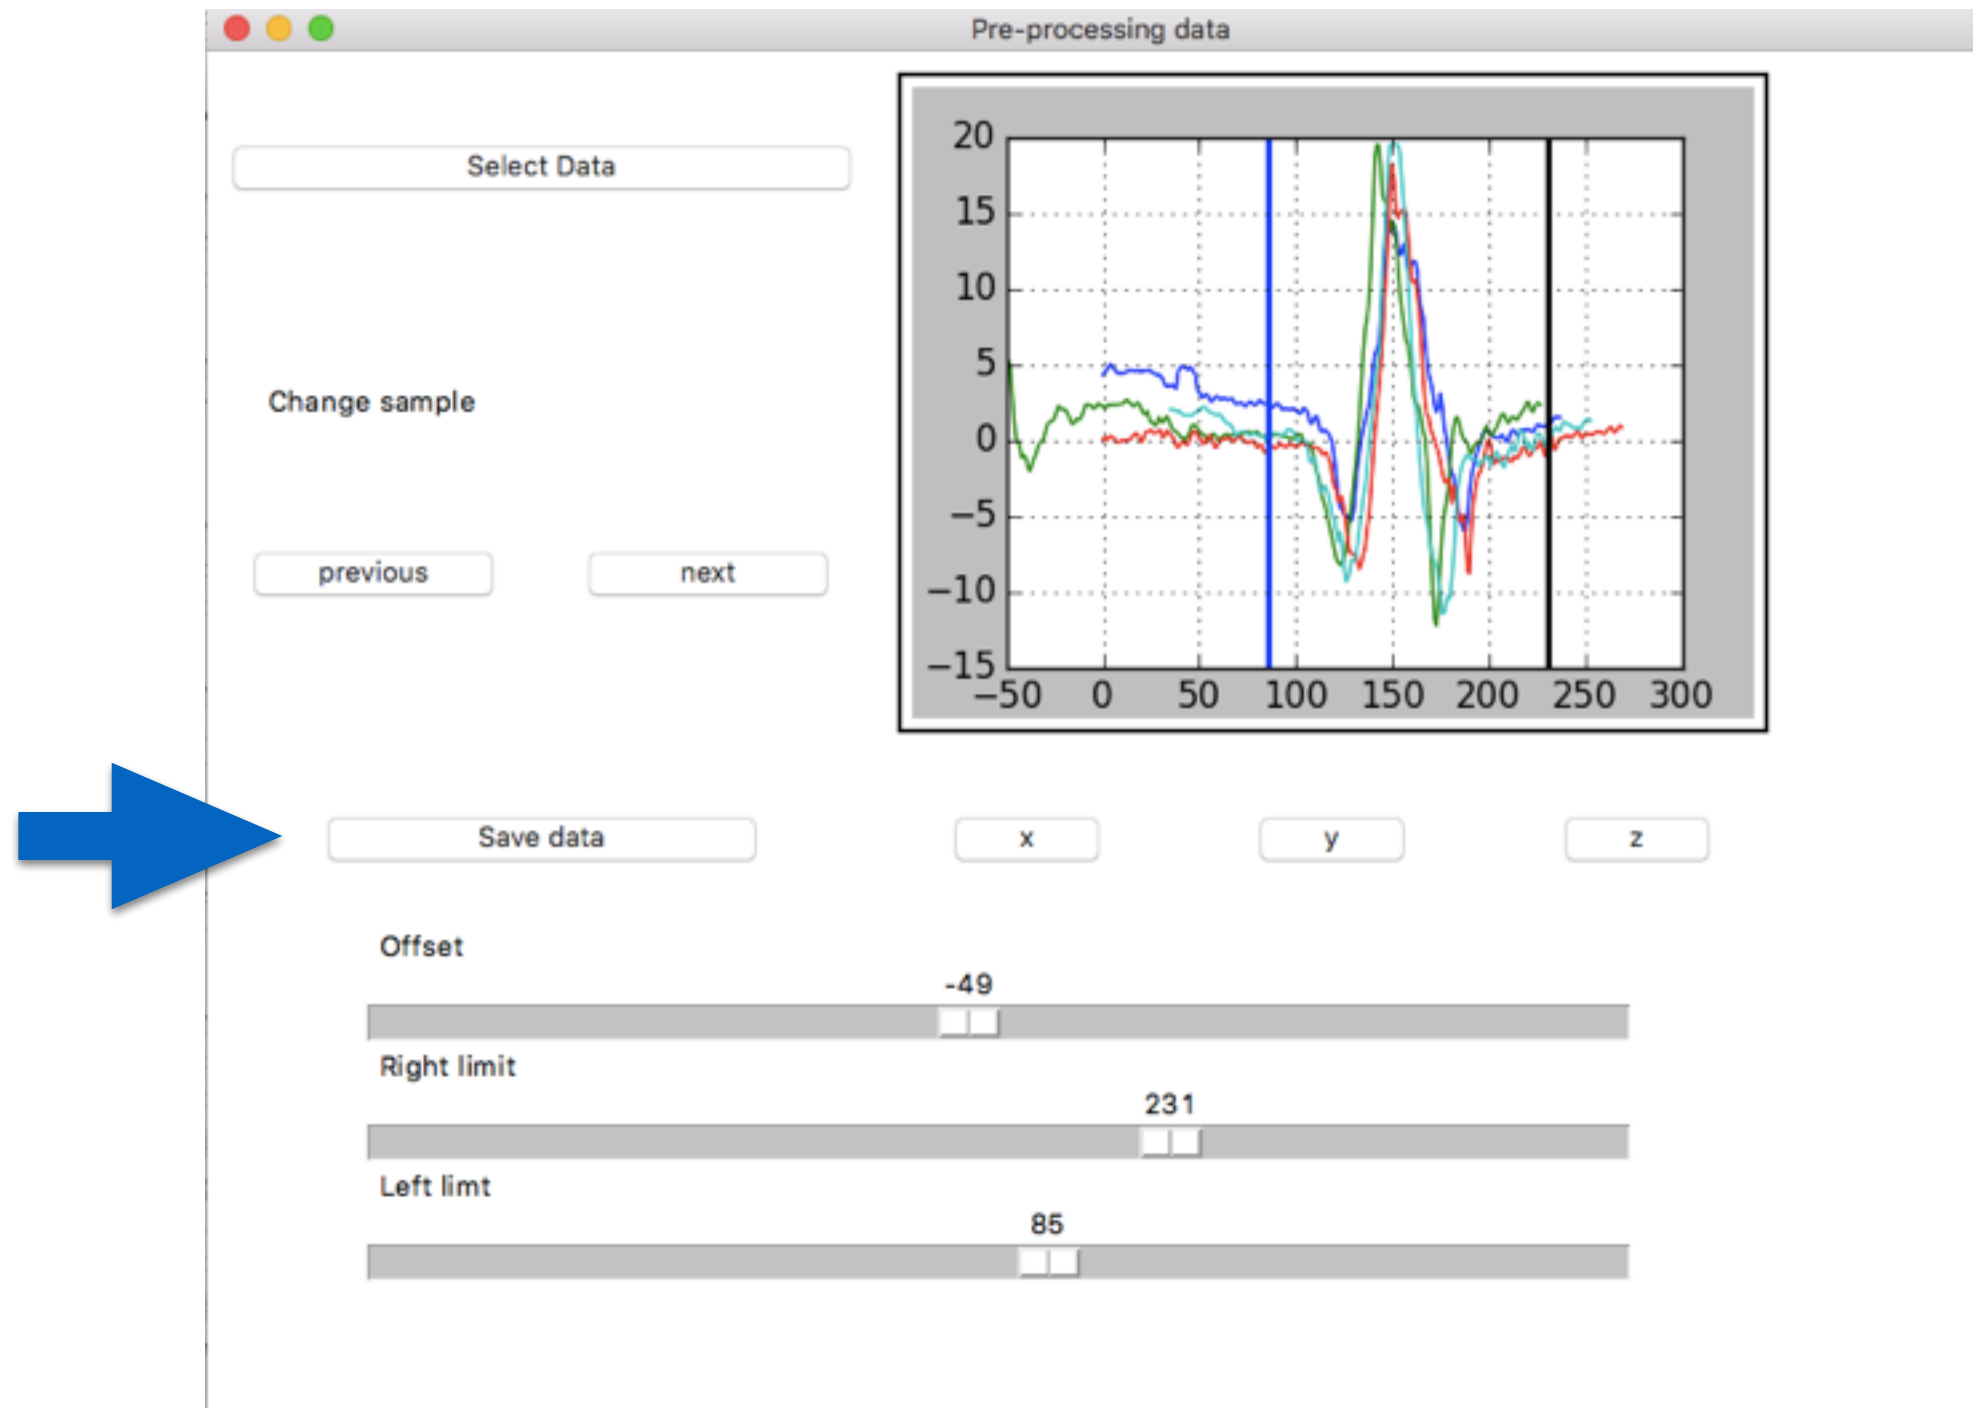 Pre-processing data
Select Data
Change sample
previous next
20
15
10
5
0
−5
−10
−15
−50 0 50 100 150 200 250 300
Save data x y z
Offset
-49
Right limit
231
Left limt
85